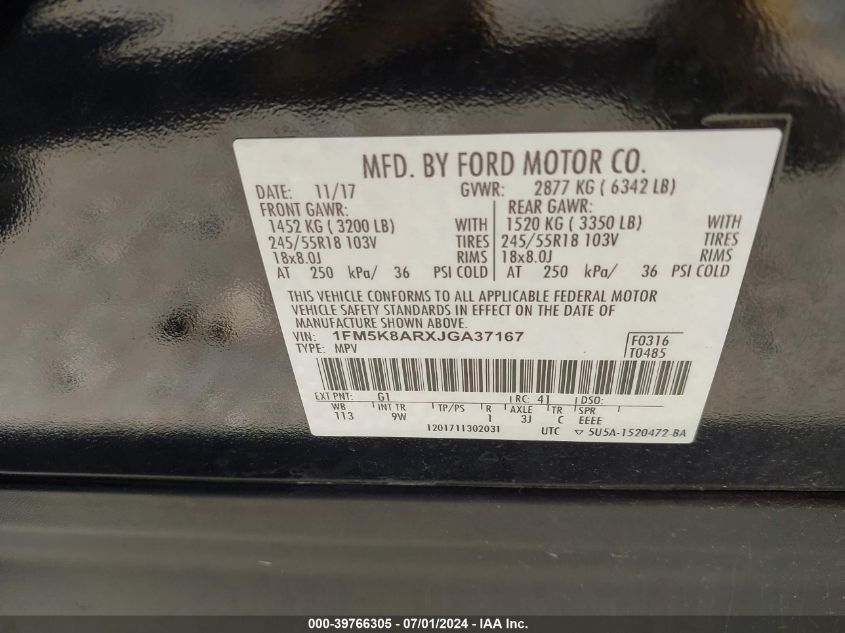 MFD. BY FORD MOTOR CO.
DATE: 11/17 GVWR: 2877 KG ( 6342 LB)
FRONT GAWR: REAR GAWR:
1452 KG ( 3200 LB) WITH 1520 KG ( 3350 LB) WITH
245/55R18 103V TIRES 245/55R18 103V TIRES
18x8.0J RIMS 18x8.0J RIMS
AT 250 kPa/ 36 PSI COLD AT 250 kPa/ 36 PSI COLD
THIS VEHICLE CONFORMS TO ALL APPLICABLE FEDERAL MOTOR
VEHICLE SAFETY STANDARDS IN EFFECT ON THE DATE OF
MANUFACTURE SHOWN ABOVE.
VIN: 1FM5K8ARXJGA37167 F0316
TYPE: MPV T0485
EXT PNT: G1 RC: 41 DSO:
WB INT TR TP/PS R AXLE TR SPR
113 9W 1 3J C EEEE
1201711302031 UTC ▽ 5U5A-1520472-BA
000-39766305 - 07/01/2024 - IAA Inc.